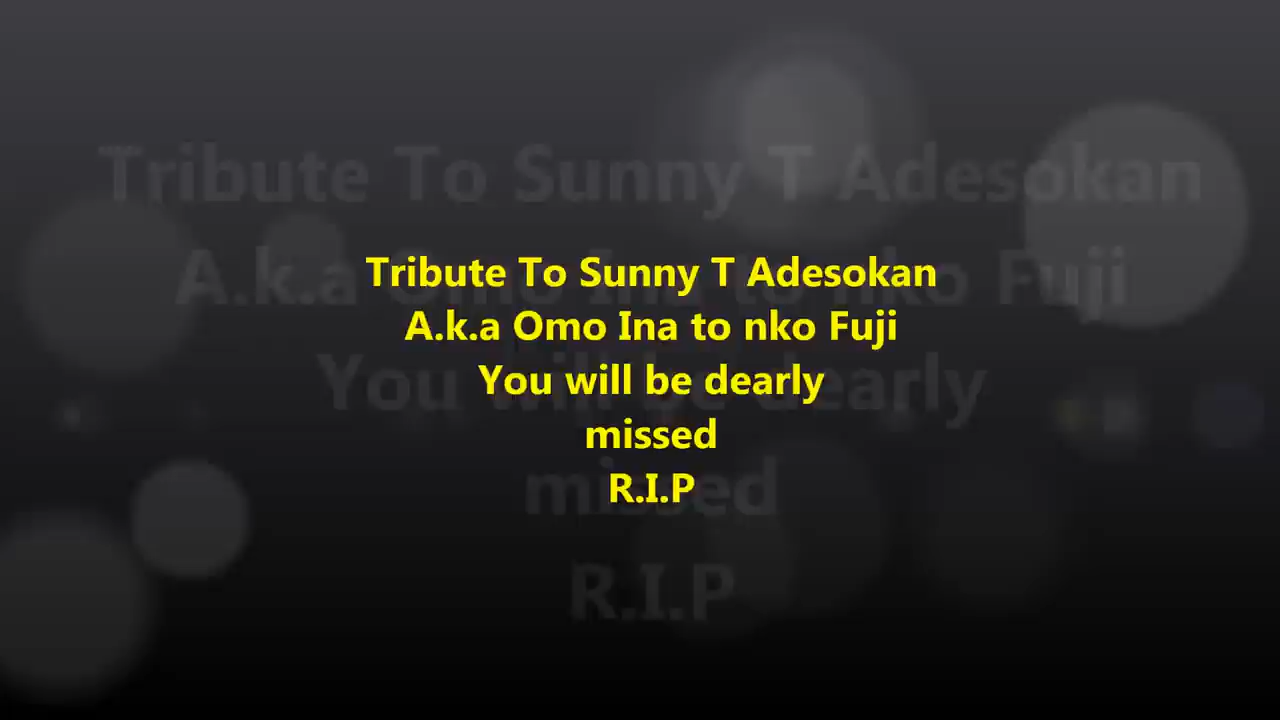 Tribute To Sunny T Adesokan
A.k.a Omo Ina to nko Fuji
You will be dearly
missed
R.I.P